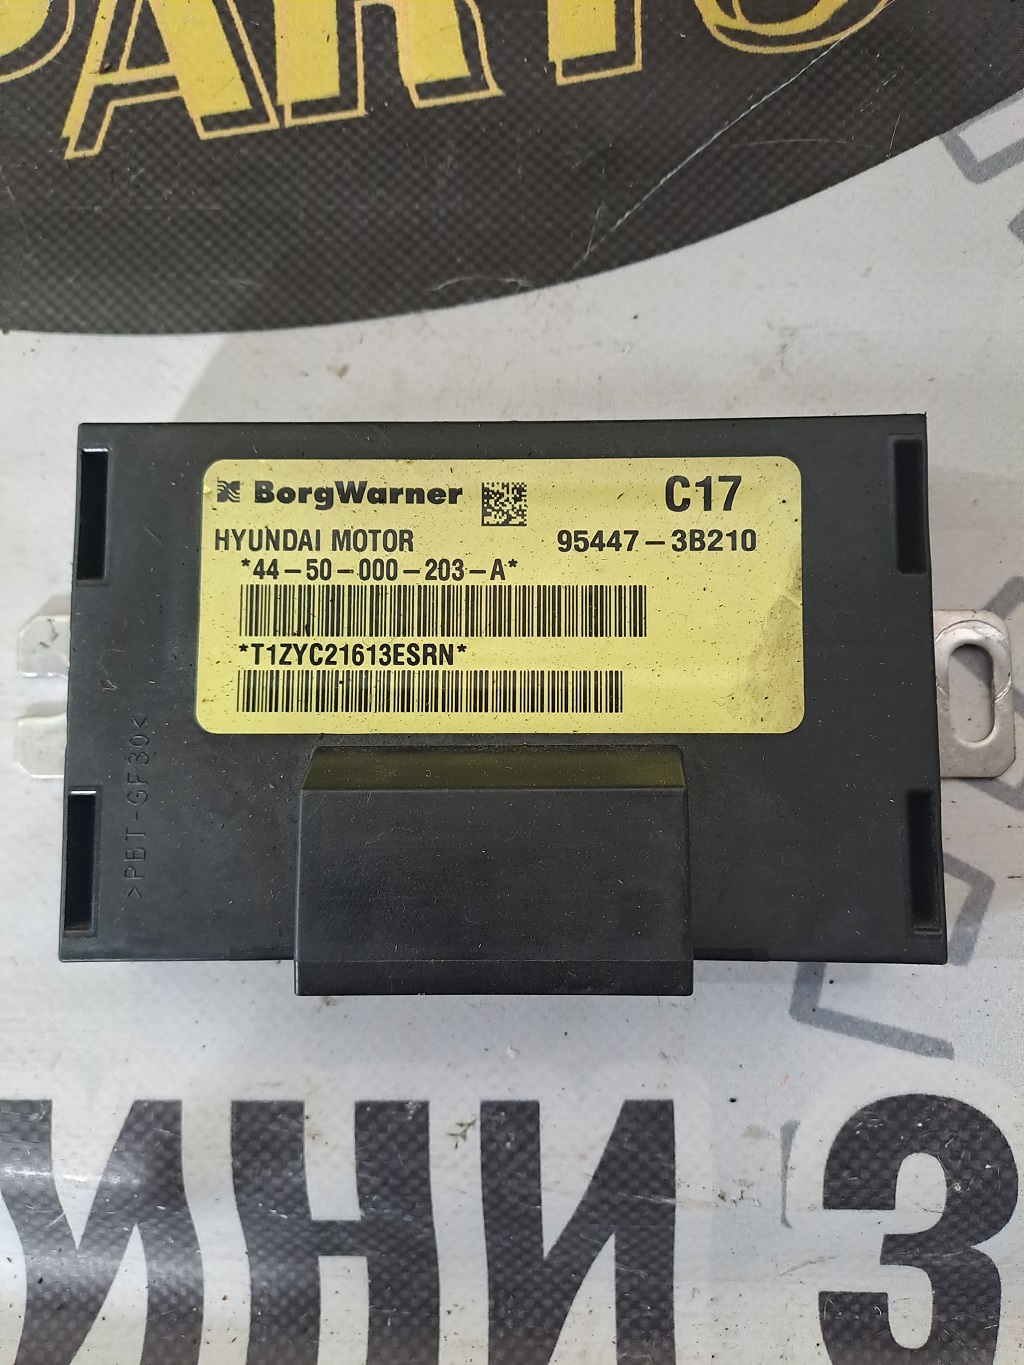 PARTS
BorgWarner
C17
HYUNDAI MOTOR 95447-3B210
*44-50-000-203-A*
*T1ZYC21613ESRN*
>PBT-GF30<
ИНИ З